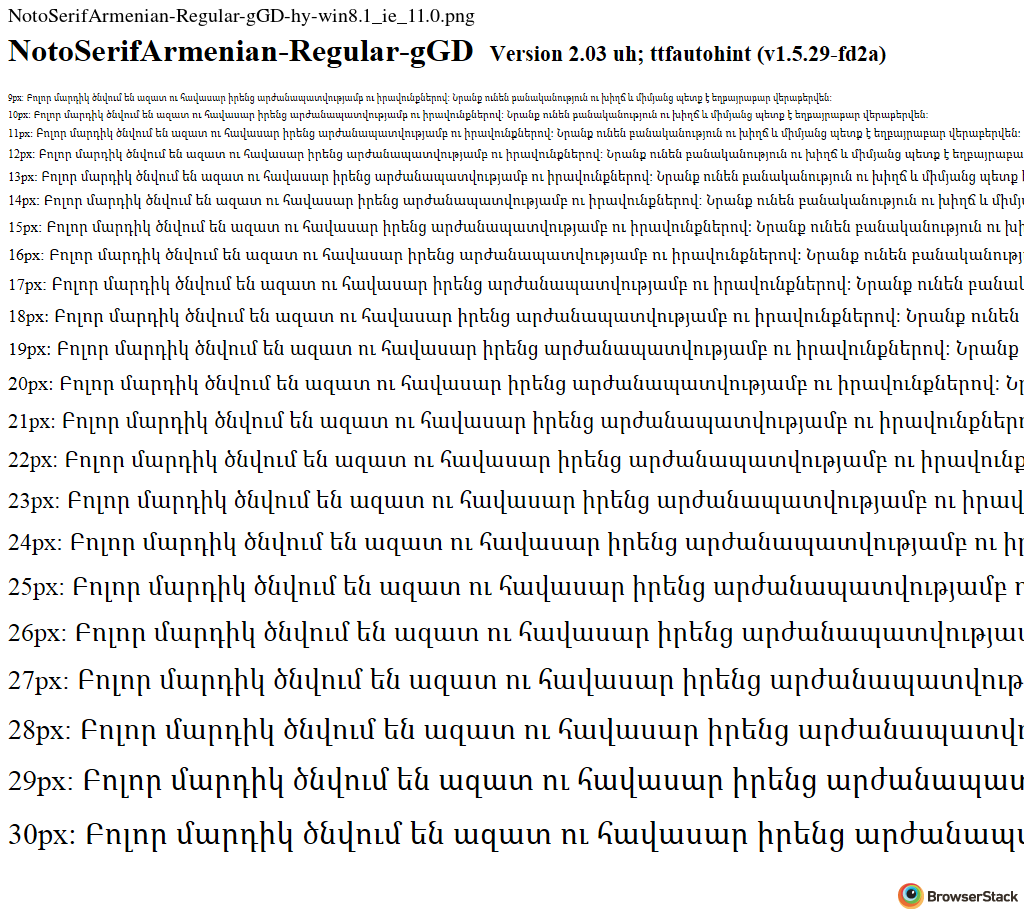 NotoSerifArmenian-Regular-gGD-hy-win8.1_ie_11.0.png
NotoSerifArmenian-Regular-gGD Version 2.03 uh; ttfautohint (v1.5.29-fd2a)
9px: Բոլոր մարդիկ ծնվում են ազատ ու հավասար իրենց արժանապատվությամբ ու իրավունքներով: Նրանք ունեն բանականություն ու խիղճ և միմյանց պետք է եղբայրաբար վերաբերվեն:
10px: Բոլոր մարդիկ ծնվում են ազատ ու հավասար իրենց արժանապատվությամբ ու իրավունքներով: Նրանք ունեն բանականություն ու խիղճ և միմյանց պետք է եղբայրաբար վերաբերվեն:
11px: Բոլոր մարդիկ ծնվում են ազատ ու հավասար իրենց արժանապատվությամբ ու իրավունքներով: Նրանք ունեն բանականություն ու խիղճ և միմյանց պետք է եղբայրաբար վերաբերվեն:
12px: Բոլոր մարդիկ ծնվում են ազատ ու հավասար իրենց արժանապատվությամբ ու իրավունքներով: Նրանք ունեն բանականություն ու խիղճ և միմյանց պետք է եղբայրաբա
13px: Բոլոր մարդիկ ծնվում են ազատ ու հավասար իրենց արժանապատվությամբ ու իրավունքներով: Նրանք ունեն բանականություն ու խիղճ և միմյանց պետք
14px: Բոլոր մարդիկ ծնվում են ազատ ու հավասար իրենց արժանապատվությամբ ու իրավունքներով: Նրանք ունեն բանականություն ու խիղճ և միմյ
15px: Բոլոր մարդիկ ծնվում են ազատ ու հավասար իրենց արժանապատվությամբ ու իրավունքներով: Նրանք ունեն բանականություն ու խի
16px: Բոլոր մարդիկ ծնվում են ազատ ու հավասար իրենց արժանապատվությամբ ու իրավունքներով: Նրանք ունեն բանականությ
17px: Բոլոր մարդիկ ծնվում են ազատ ու հավասար իրենց արժանապատվությամբ ու իրավունքներով: Նրանք ունեն բանակ
18px: Բոլոր մարդիկ ծնվում են ազատ ու հավասար իրենց արժանապատվությամբ ու իրավունքներով: Նրանք ունեն
19px: Բոլոր մարդիկ ծնվում են ազատ ու հավասար իրենց արժանապատվությամբ ու իրավունքներով: Նրանք
20px: Բոլոր մարդիկ ծնվում են ազատ ու հավասար իրենց արժանապատվությամբ ու իրավունքներով: Նր
21px: Բոլոր մարդիկ ծնվում են ազատ ու հավասար իրենց արժանապատվությամբ ու իրավունքներ
22px: Բոլոր մարդիկ ծնվում են ազատ ու հավասար իրենց արժանապատվությամբ ու իրավունք
23px: Բոլոր մարդիկ ծնվում են ազատ ու հավասար իրենց արժանապատվությամբ ու իրավ
24px: Բոլոր մարդիկ ծնվում են ազատ ու հավասար իրենց արժանապատվությամբ ու իր
25px: Բոլոր մարդիկ ծնվում են ազատ ու հավասար իրենց արժանապատվությամբ
26px: Բոլոր մարդիկ ծնվում են ազատ ու հավասար իրենց արժանապատվությամ
27px: Բոլոր մարդիկ ծնվում են ազատ ու հավասար իրենց արժանապատվութ
28px: Բոլոր մարդիկ ծնվում են ազատ ու հավասար իրենց արժանապատվո
29px: Բոլոր մարդիկ ծնվում են ազատ ու հավասար իրենց արժանապատ
30px: Բոլոր մարդիկ ծնվում են ազատ ու հավասար իրենց արժանապ
BrowserStack